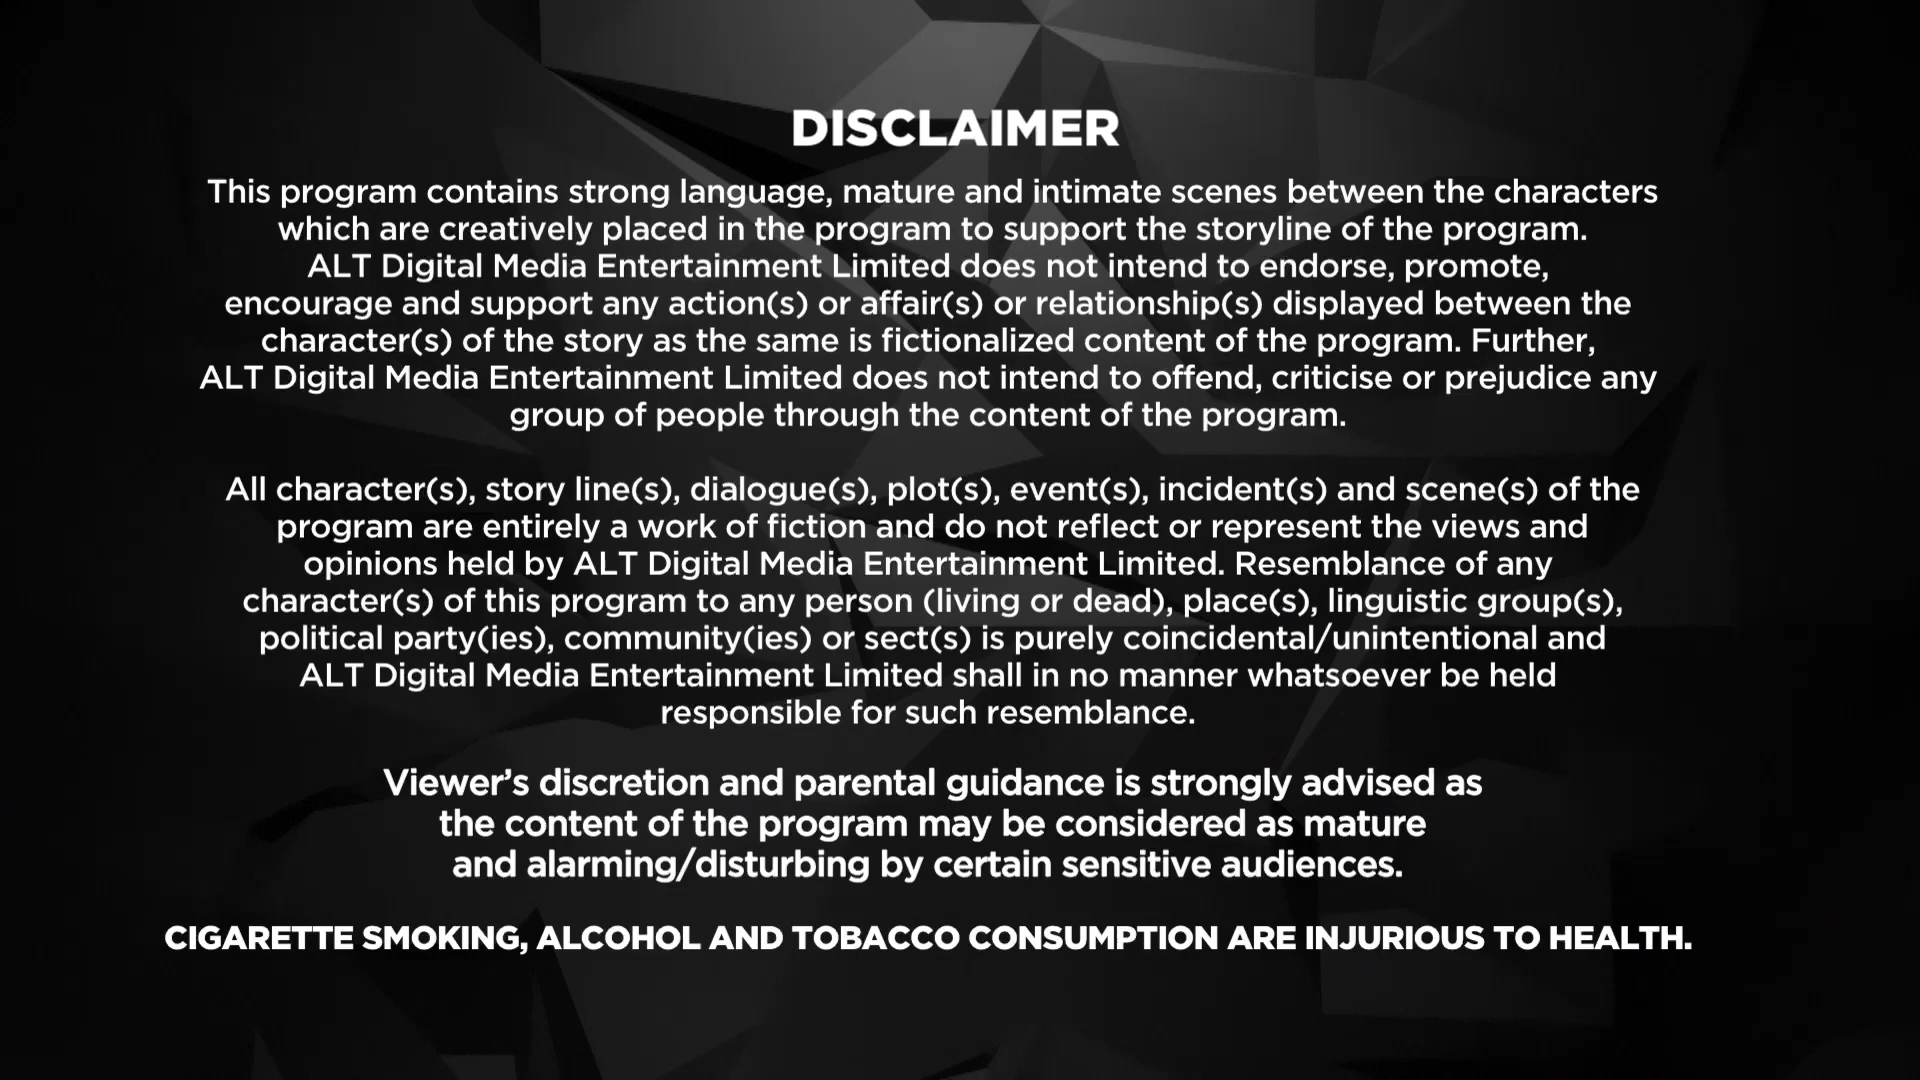 DISCLAIMER
This program contains strong language, mature and intimate scenes between the characters
which are creatively placed in the program to support the storyline of the program.
ALT Digital Media Entertainment Limited does not intend to endorse, promote,
encourage and support any action(s) or affair(s) or relationship(s) displayed between the
character(s) of the story as the same is fictionalized content of the program. Further,
ALT Digital Media Entertainment Limited does not intend to offend, criticise or prejudice any
group of people through the content of the program.
All character(s), story line(s), dialogue(s), plot(s), event(s), incident(s) and scene(s) of the
program are entirely a work of fiction and do not reflect or represent the views and
opinions held by ALT Digital Media Entertainment Limited. Resemblance of any
character(s) of this program to any person (living or dead), place(s), linguistic group(s),
political party(ies), community(ies) or sect(s) is purely coincidental/unintentional and
ALT Digital Media Entertainment Limited shall in no manner whatsoever be held
responsible for such resemblance.
Viewer’s discretion and parental guidance is strongly advised as
the content of the program may be considered as mature
and alarming/disturbing by certain sensitive audiences.
CIGARETTE SMOKING, ALCOHOL AND TOBACCO CONSUMPTION ARE INJURIOUS TO HEALTH.